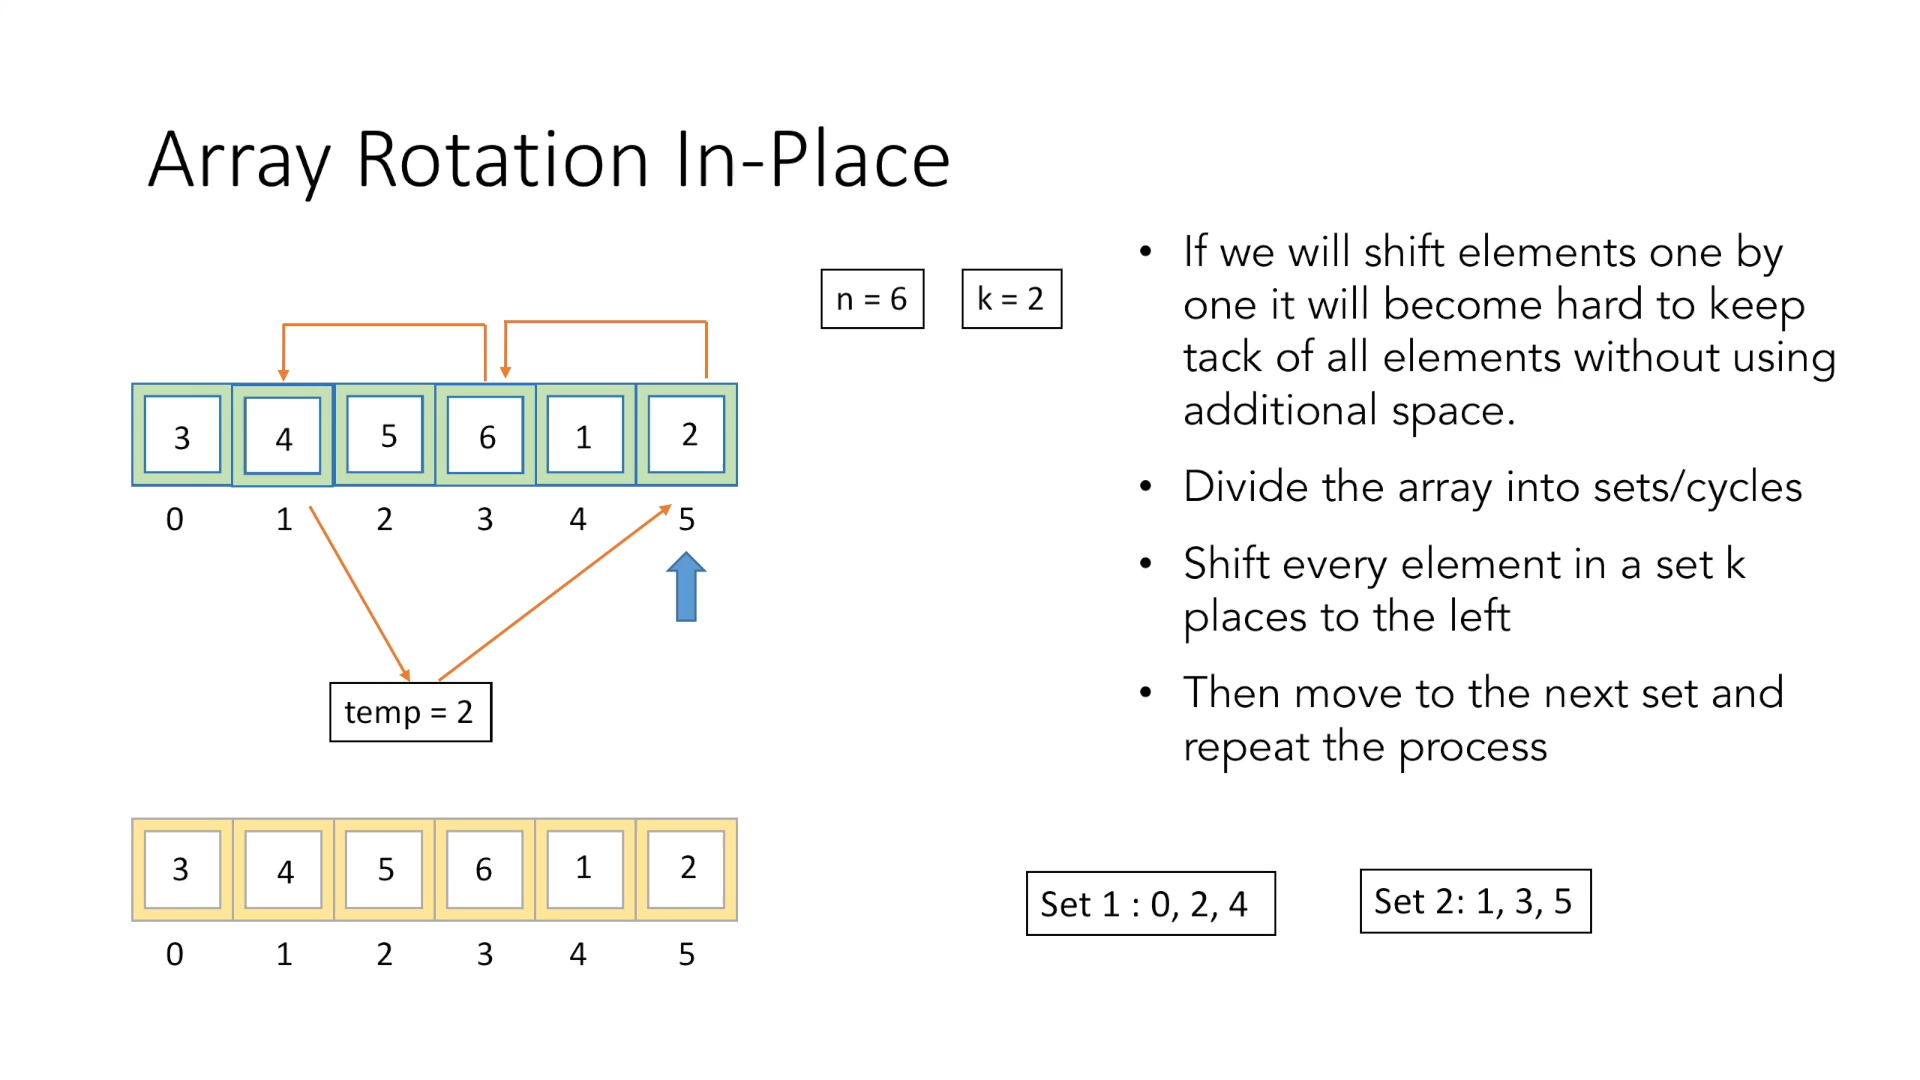 Array Rotation In-Place
n = 6
k = 2
3 4 5 6 1 2
0 1 2 3 4 5
temp = 2
3 4 5 6 1 2
0 1 2 3 4 5
• If we will shift elements one by
one it will become hard to keep
tack of all elements without using
additional space.
• Divide the array into sets/cycles
• Shift every element in a set k
places to the left
• Then move to the next set and
repeat the process
Set 1 : 0, 2, 4
Set 2: 1, 3, 5